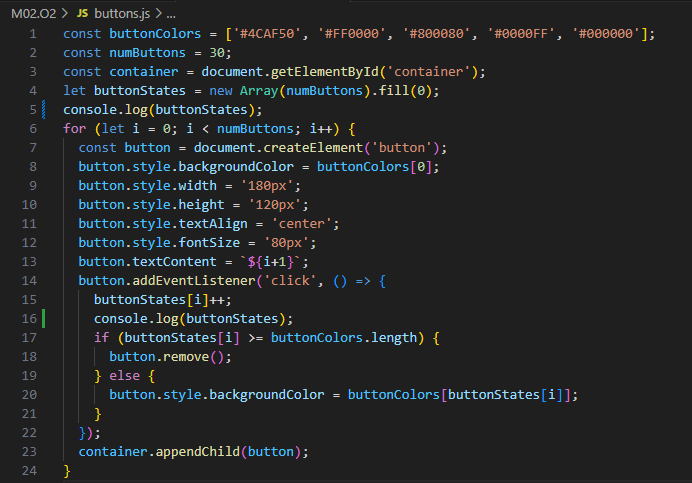 M02.O2 > JS buttons.js > ...
1 const buttonColors = ['#4CAF50', '#FF0000', '#800080', '#0000FF', '#000000'];
2 const numButtons = 30;
3 const container = document.getElementById('container');
4 let buttonStates = new Array(numButtons).fill(0);
5 console.log(buttonStates);
6 for (let i = 0; i < numButtons; i++) {
7   const button = document.createElement('button');
8   button.style.backgroundColor = buttonColors[0];
9   button.style.width = '180px';
10   button.style.height = '120px';
11   button.style.textAlign = 'center';
12   button.style.fontSize = '80px';
13   button.textContent = `${i+1}`;
14   button.addEventListener('click', () => {
15     buttonStates[i]++;
16     console.log(buttonStates);
17     if (buttonStates[i] >= buttonColors.length) {
18       button.remove();
19     } else {
20       button.style.backgroundColor = buttonColors[buttonStates[i]];
21     }
22   });
23   container.appendChild(button);
24 }